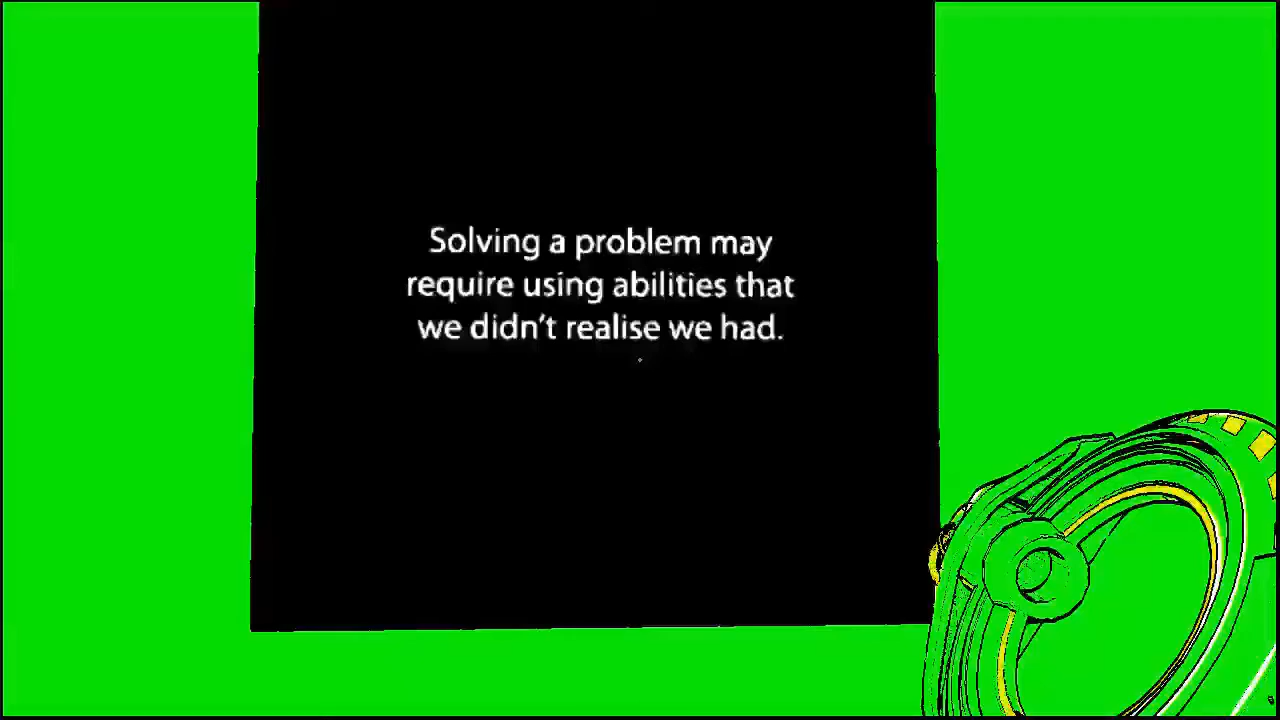 Solving a problem may
require using abilities that
we didn't realise we had.